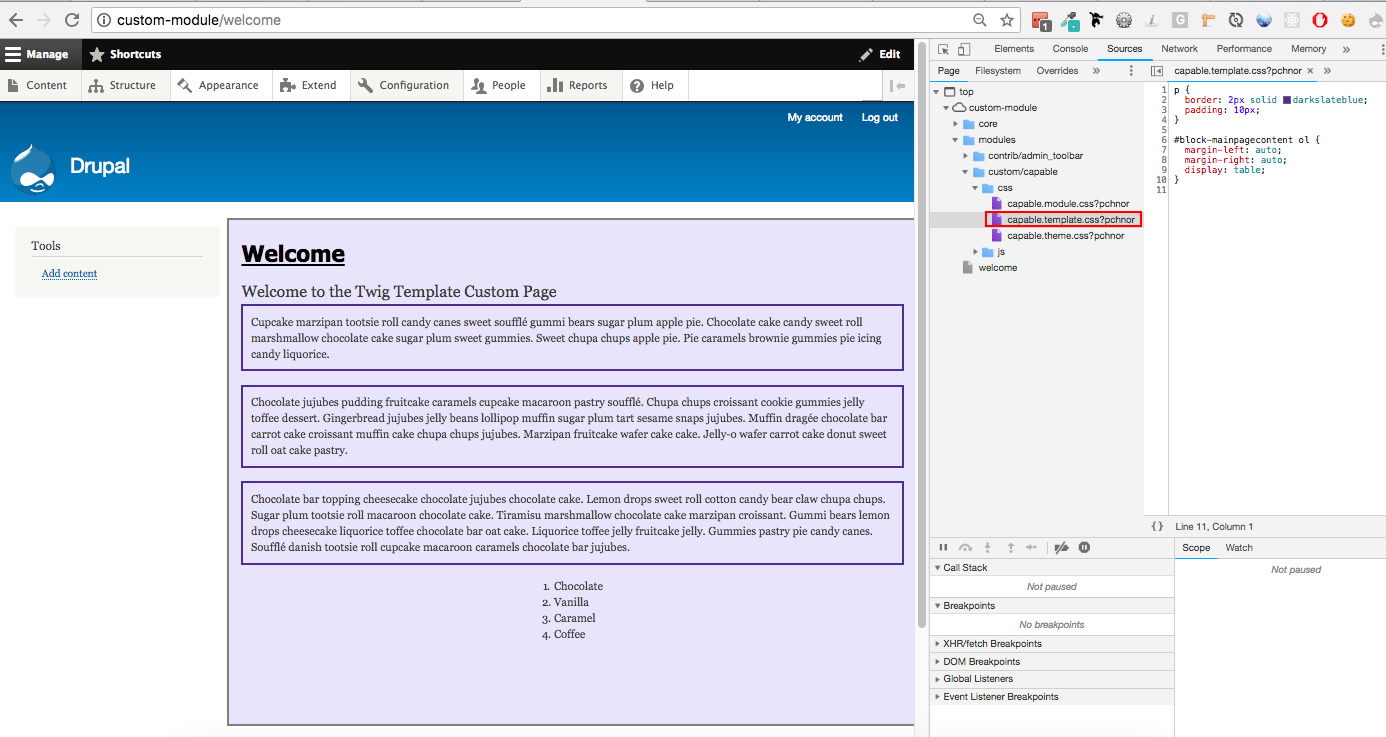 custom-module/welcome
1
Manage Shortcuts Edit
Content Structure Appearance Extend Configuration People Reports Help
My account Log out
Drupal
Tools
Add content
Welcome
Welcome to the Twig Template Custom Page
Cupcake marzipan tootsie roll candy canes sweet soufflé gummi bears sugar plum apple pie. Chocolate cake candy sweet roll
marshmallow chocolate cake sugar plum sweet gummies. Sweet chupa chups apple pie. Pie caramels brownie gummies pie icing
candy liquorice.
Chocolate jujubes pudding fruitcake caramels cupcake macaroon pastry soufflé. Chupa chups croissant cookie gummies jelly
toffee dessert. Gingerbread jujubes jelly beans lollipop muffin sugar plum tart sesame snaps jujubes. Muffin dragée chocolate bar
carrot cake croissant muffin cake chupa chups jujubes. Marzipan fruitcake wafer cake cake. Jelly-o wafer carrot cake donut sweet
roll oat cake pastry.
Chocolate bar topping cheesecake chocolate jujubes chocolate cake. Lemon drops sweet roll cotton candy bear claw chupa chups.
Sugar plum tootsie roll macaroon chocolate cake. Tiramisu marshmallow chocolate cake marzipan croissant. Gummi bears lemon
drops cheesecake liquorice toffee chocolate bar oat cake. Liquorice toffee jelly fruitcake jelly. Gummies pastry pie candy canes.
Soufflé danish tootsie roll cupcake macaroon caramels chocolate bar jujubes.
1. Chocolate
2. Vanilla
3. Caramel
4. Coffee
Elements Console Sources Network Performance Memory »
Page Filesystem Overrides »
capable.template.css?pchnor × »
top
custom-module
core
modules
contrib/admin_toolbar
custom/capable
css
capable.module.css?pchnor
capable.template.css?pchnor
capable.theme.css?pchnor
js
welcome
1 p {
2 border: 2px solid darkslateblue;
3 padding: 10px;
4 }
5
6 #block-mainpagecontent ol {
7 margin-left: auto;
8 margin-right: auto;
9 display: table;
10 }
11
{} Line 11, Column 1
Call Stack
Not paused
Breakpoints
No breakpoints
XHR/fetch Breakpoints
DOM Breakpoints
Global Listeners
Event Listener Breakpoints
Scope Watch
Not paused